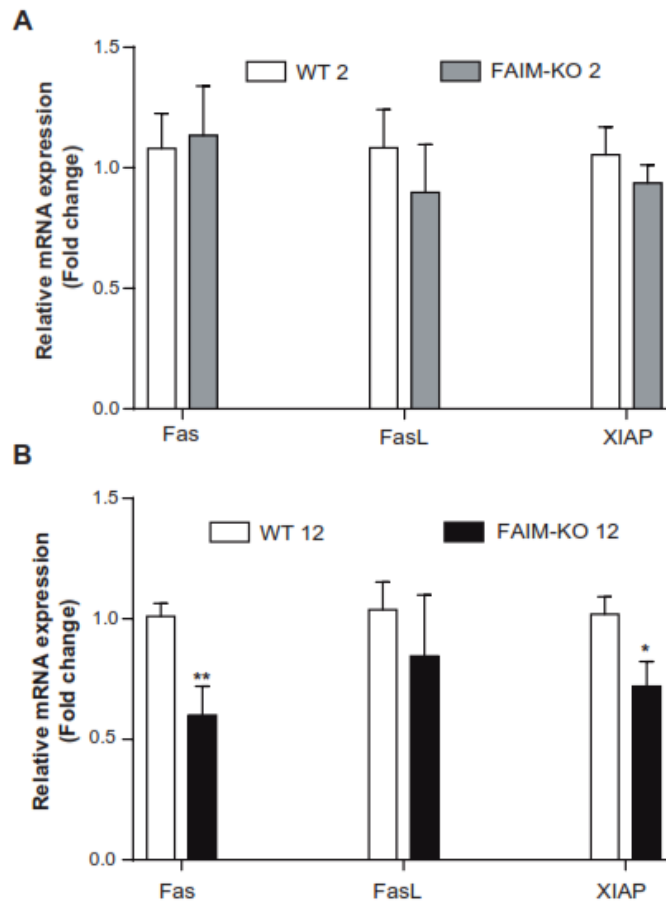 A
Relative mRNA expression
(Fold change)
1.5
1.0
0.5
0.0
WT 2
FAIM-KO 2
Fas
FasL
XIAP
B
Relative mRNA expression
(Fold change)
1.5
1.0
0.5
0.0
WT 12
FAIM-KO 12
**
*
Fas
FasL
XIAP